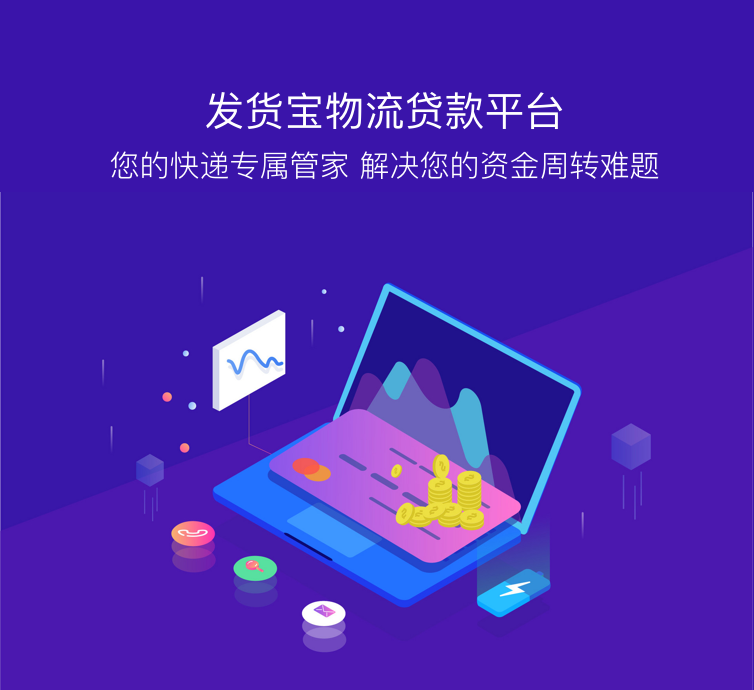 发货宝物流贷款平台
您的快递专属管家 解决您的资金周转难题